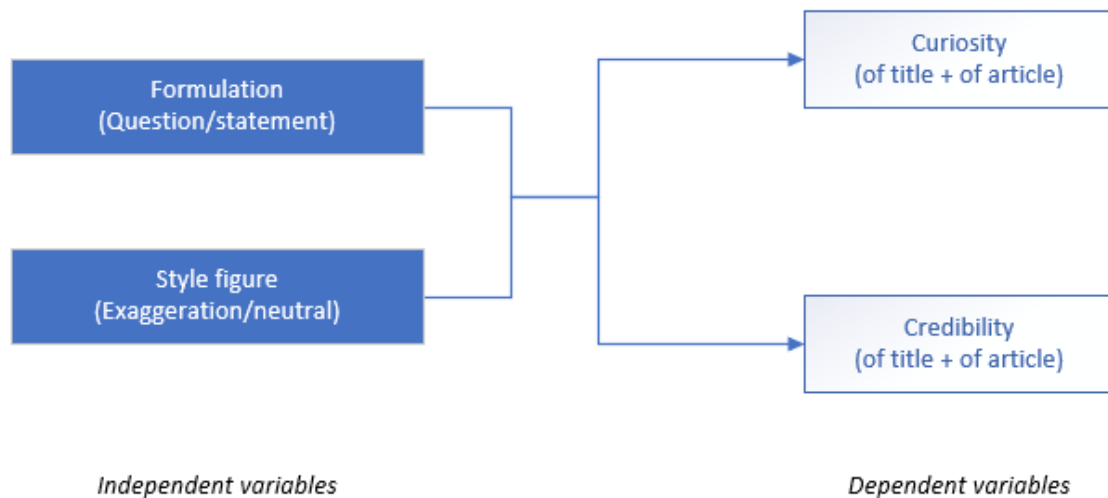 Formulation
(Question/statement)
Style figure
(Exaggeration/neutral)
Curiosity
(of title + of article)
Credibility
(of title + of article)
Independent variables
Dependent variables